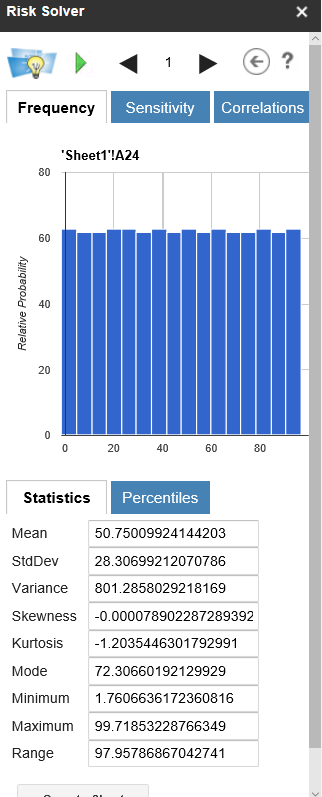 Risk Solver
1
?
Frequency Sensitivity Correlations
'Sheet1'!A24
80
60
40
20
0
Relative Probability
0 20 40 60 80
Statistics Percentiles
Mean 50.75009924144203
StdDev 28.30699212070786
Variance 801.2858029218169
Skewness -0.000078902287289392
Kurtosis -1.2035446301792991
Mode 72.30660192129929
Minimum 1.7606636172360816
Maximum 99.71853228766349
Range 97.95786867042741